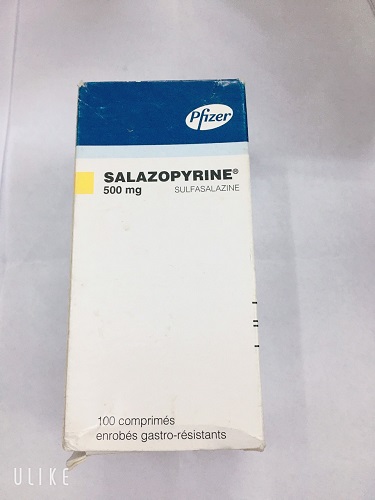 Pfizer
SALAZOPYRINE®
500 mg SULFASALAZINE
100 comprimés
enrobés gastro-résistants
ULIKE